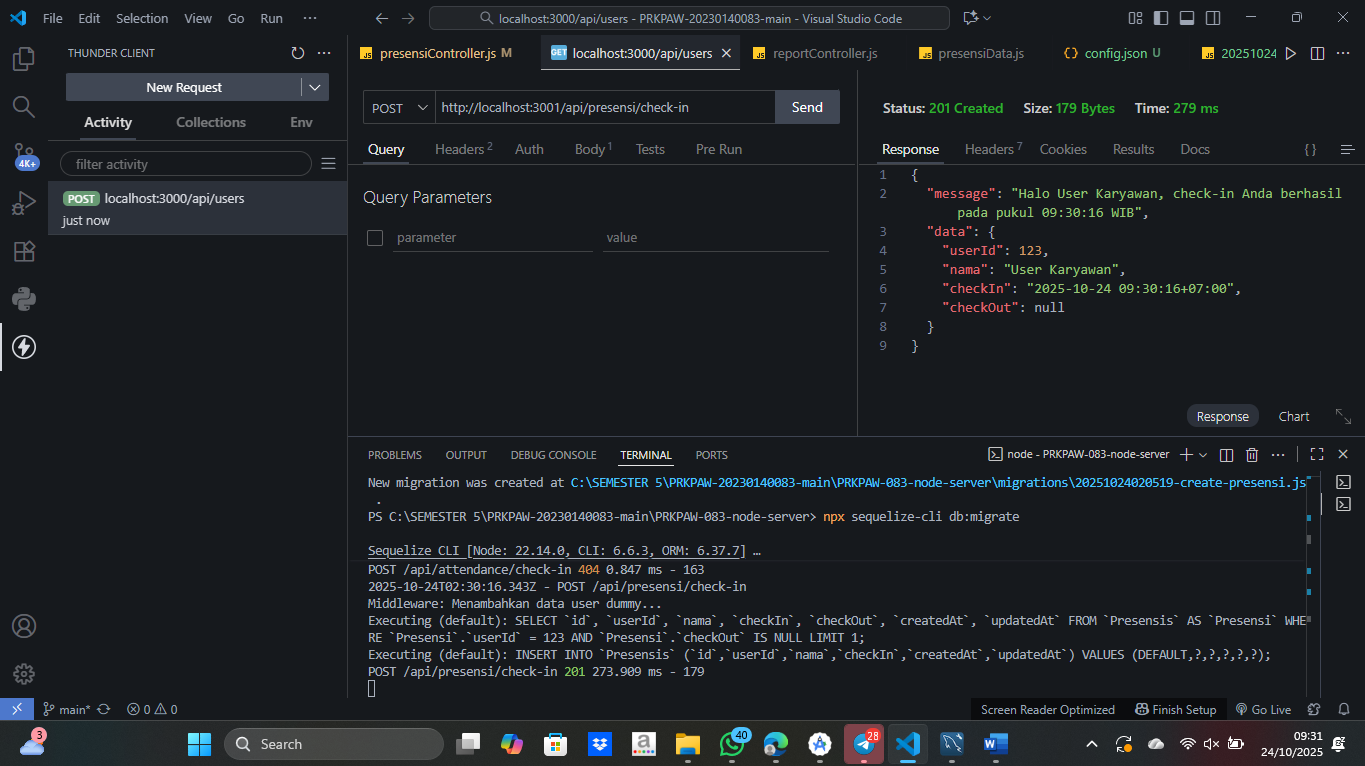 File Edit Selection View Go Run ···
localhost:3000/api/users - PRKPAW-20230140083-main - Visual Studio Code
THUNDER CLIENT
presensiController.js M
GET localhost:3000/api/users
JS reportController.js
JS presensiData.js
{} config.json U
JS 20251024
New Request
Activity Collections Env
filter activity
POST localhost:3000/api/users
just now
4K+
POST http://localhost:3001/api/presensi/check-in Send
Query Headers 2 Auth Body 1 Tests Pre Run
Query Parameters
parameter value
Status: 201 Created Size: 179 Bytes Time: 279 ms
Response Headers 7 Cookies Results Docs { }
1 {
2 "message": "Halo User Karyawan, check-in Anda berhasil
pada pukul 09:30:16 WIB",
3 "data": {
4 "userId": 123,
5 "nama": "User Karyawan",
6 "checkIn": "2025-10-24 09:30:16+07:00",
7 "checkOut": null
8 }
9 }
Response Chart
PROBLEMS OUTPUT DEBUG CONSOLE TERMINAL PORTS
node - PRKPAW-083-node-server
New migration was created at C:\SEMESTER 5\PRKPAW-20230140083-main\PRKPAW-083-node-server\migrations\20251024020519-create-presensi.js
.
PS C:\SEMESTER 5\PRKPAW-20230140083-main\PRKPAW-083-node-server> npx sequelize-cli db:migrate
Sequelize CLI [Node: 22.14.0, CLI: 6.6.3, ORM: 6.37.7] …
POST /api/attendance/check-in 404 0.847 ms - 163
2025-10-24T02:30:16.343Z - POST /api/presensi/check-in
Middleware: Menambahkan data user dummy...
Executing (default): SELECT `id`, `userId`, `nama`, `checkIn`, `checkOut`, `createdAt`, `updatedAt` FROM `Presensis` AS `Presensi` WHE
RE `Presensi`.`userId` = 123 AND `Presensi`.`checkOut` IS NULL LIMIT 1;
Executing (default): INSERT INTO `Presensis` (`id`,`userId`,`nama`,`checkIn`,`createdAt`,`updatedAt`) VALUES (DEFAULT,?,?,?,?,?);
POST /api/presensi/check-in 201 273.909 ms - 179
main* 0 0
Screen Reader Optimized Finish Setup Go Live
3
Search
40
28
09:31
24/10/2025